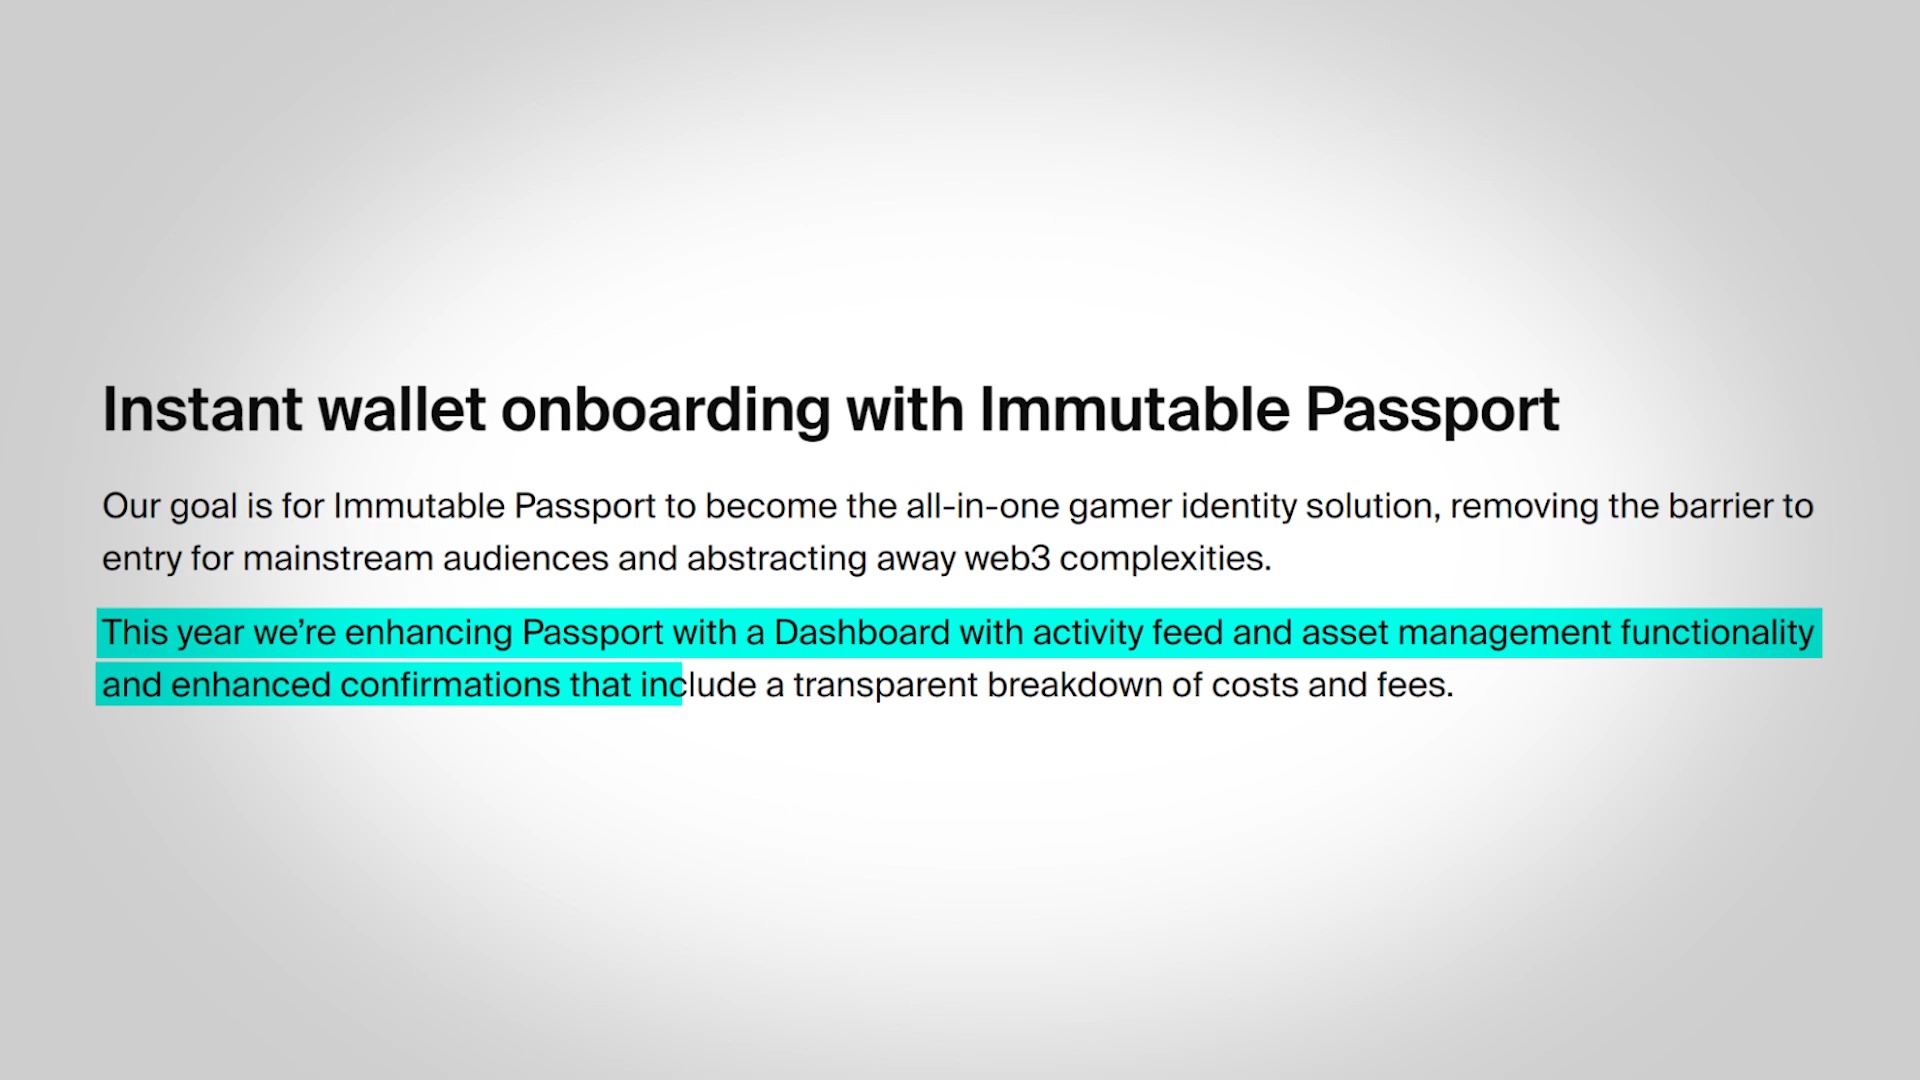 Instant wallet onboarding with Immutable Passport
Our goal is for Immutable Passport to become the all-in-one gamer identity solution, removing the barrier to
entry for mainstream audiences and abstracting away web3 complexities.
This year we’re enhancing Passport with a Dashboard with activity feed and asset management functionality
and enhanced confirmations that include a transparent breakdown of costs and fees.